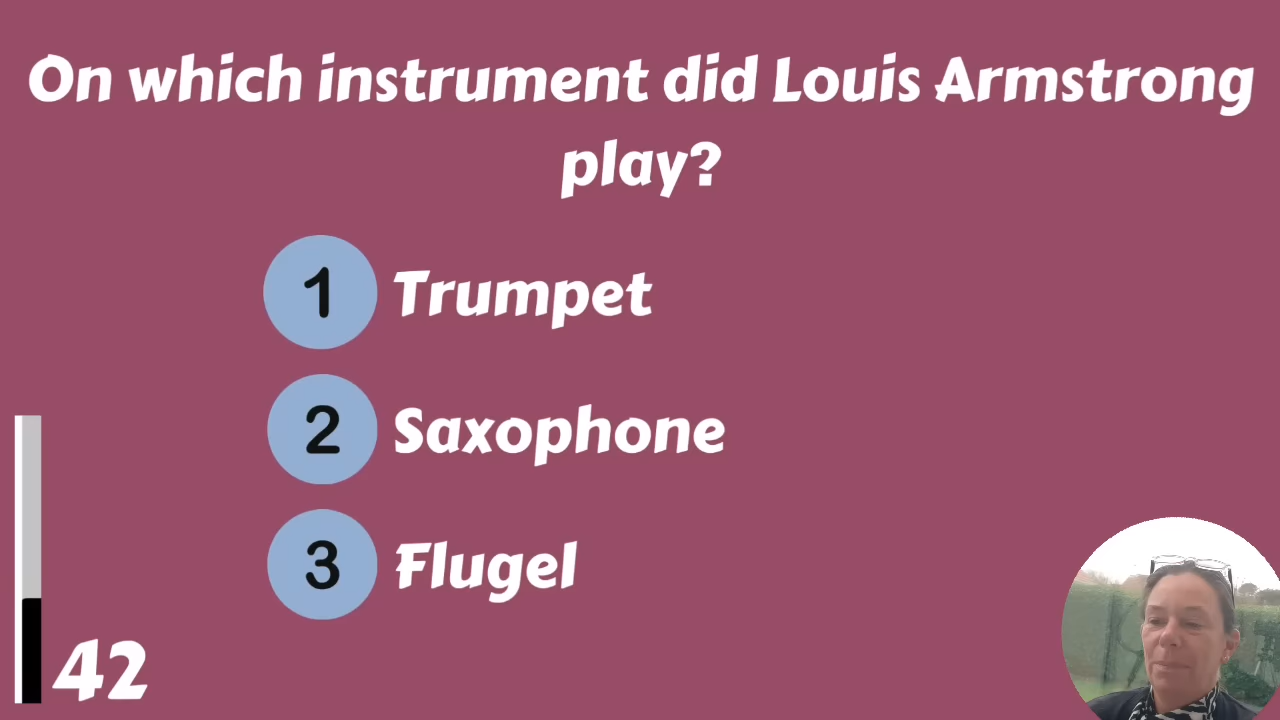 On which instrument did Louis Armstrong
play?
1 Trumpet
2 Saxophone
3 Flugel
42